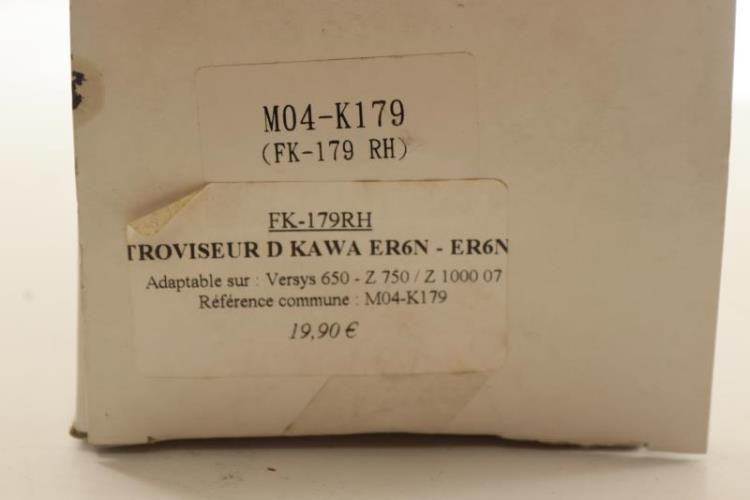 M04-K179
(FK-179 RH)
FK-179RH
TROVISEUR D KAWA ER6N - ER6N
Adaptable sur : Versys 650 - Z 750 / Z 1000 07
Référence commune : M04-K179
19,90 €